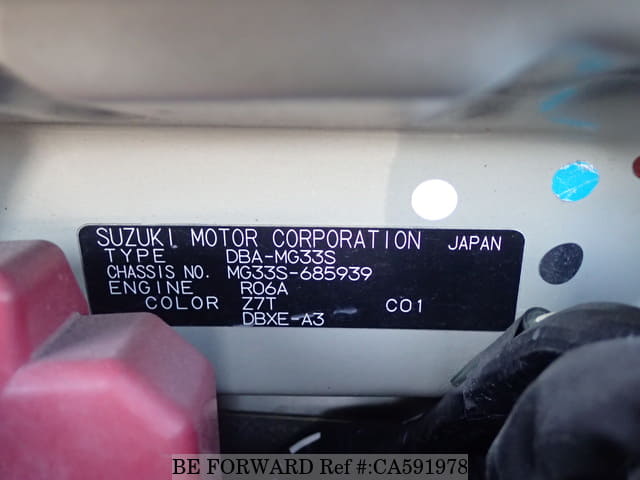 SUZUKI MOTOR CORPORATION JAPAN
TYPE DBA-MG33S
CHASSIS NO. MG33S-685939
ENGINE R06A
COLOR Z7T C01
DBXE-A3
BE FORWARD Ref #:CA591978